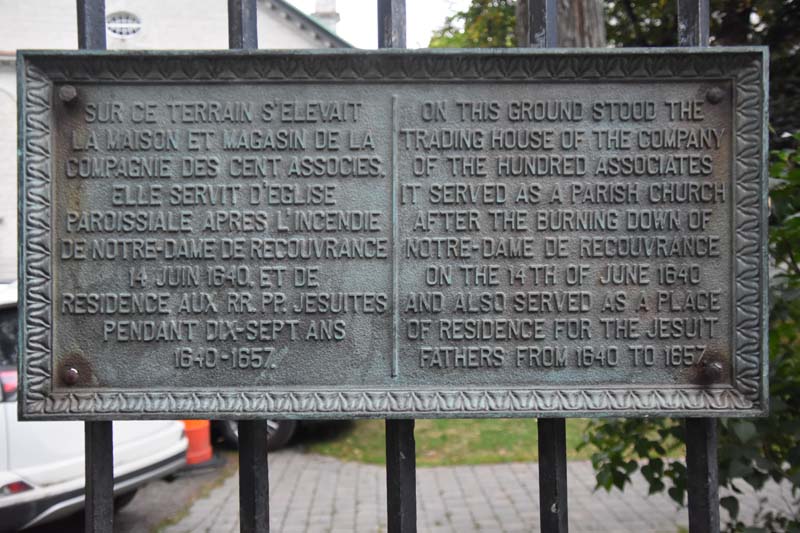 SUR CE TERRAIN S'ELEVAIT
LA MAISON ET MAGASIN DE LA
COMPAGNIE DES CENT ASSOCIES.
ELLE SERVIT D'EGLISE
PAROISSIALE APRES L'INCENDIE
DE NOTRE-DAME DE RECOUVRANCE
14 JUIN 1640, ET DE
RESIDENCE AUX RR. PP. JESUITES
PENDANT DIX-SEPT ANS
1640-1657.
ON THIS GROUND STOOD THE
TRADING HOUSE OF THE COMPANY
OF THE HUNDRED ASSOCIATES
IT SERVED AS A PARISH CHURCH
AFTER THE BURNING DOWN OF
NOTRE-DAME DE RECOUVRANCE
ON THE 14TH OF JUNE 1640
AND ALSO SERVED AS A PLACE
OF RESIDENCE FOR THE JESUIT
FATHERS FROM 1640 TO 1657.